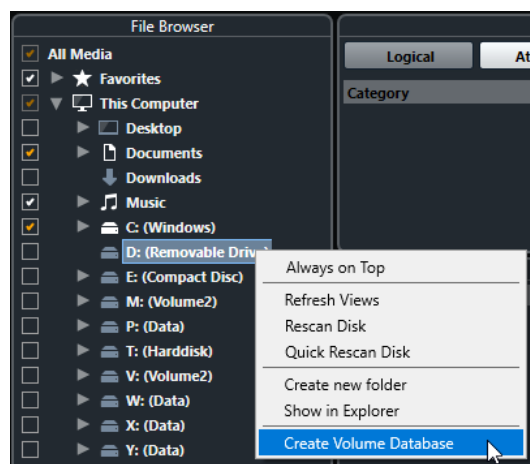 File Browser
All Media
Favorites
This Computer
Desktop
Documents
Downloads
Music
C: (Windows)
D: (Removable Drive)
E: (Compact Disc)
M: (Volume2)
P: (Data)
T: (Harddisk)
V: (Volume2)
W: (Data)
X: (Data)
Y: (Data)
Logical
At
Category
Always on Top
Refresh Views
Rescan Disk
Quick Rescan Disk
Create new folder
Show in Explorer
Create Volume Database